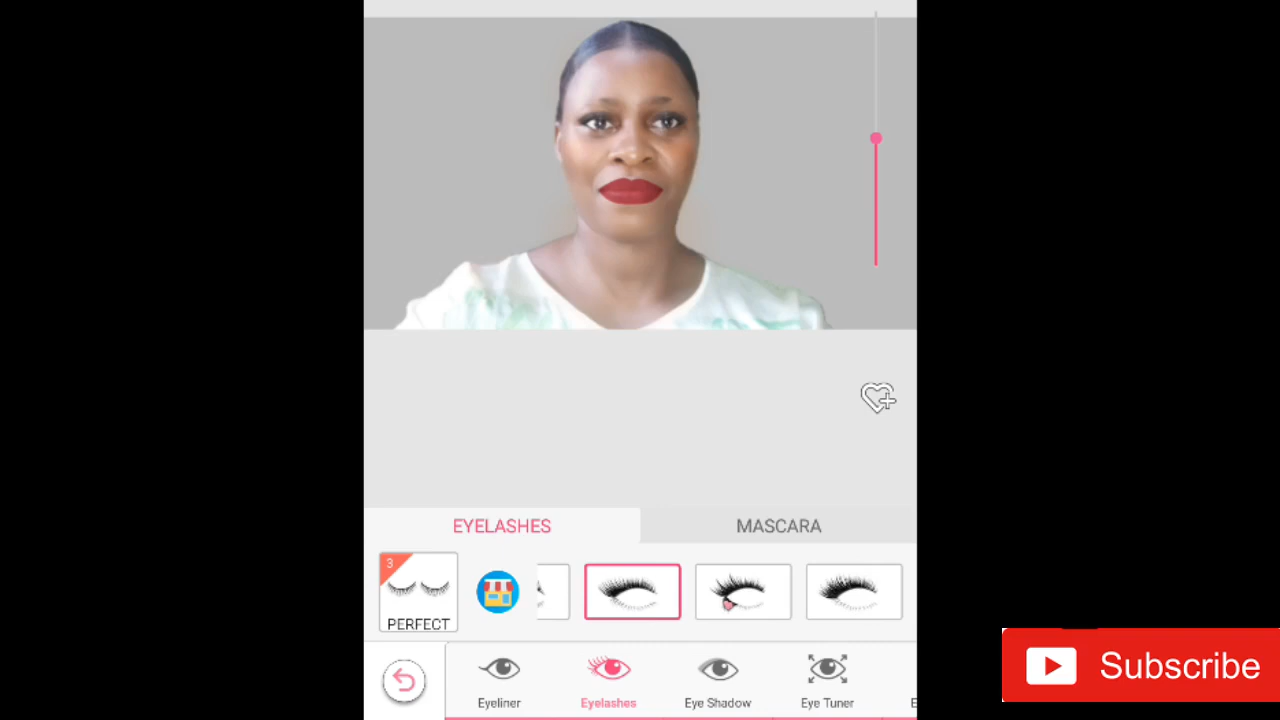 EYELASHES
MASCARA
3
PERFECT
Eyeliner
Eyelashes
Eye Shadow
Eye Tuner
Subscribe